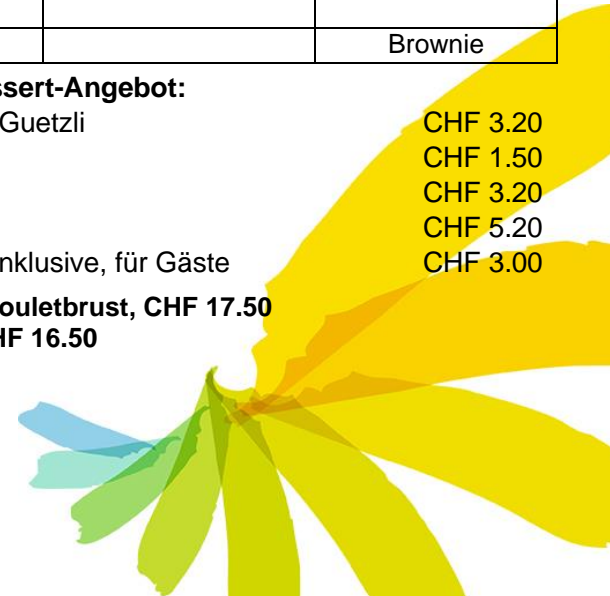 Brownie
ssert-Angebot:
Guetzli CHF 3.20
CHF 1.50
CHF 3.20
CHF 5.20
nklusive, für Gäste CHF 3.00
ouletbrust, CHF 17.50
HF 16.50